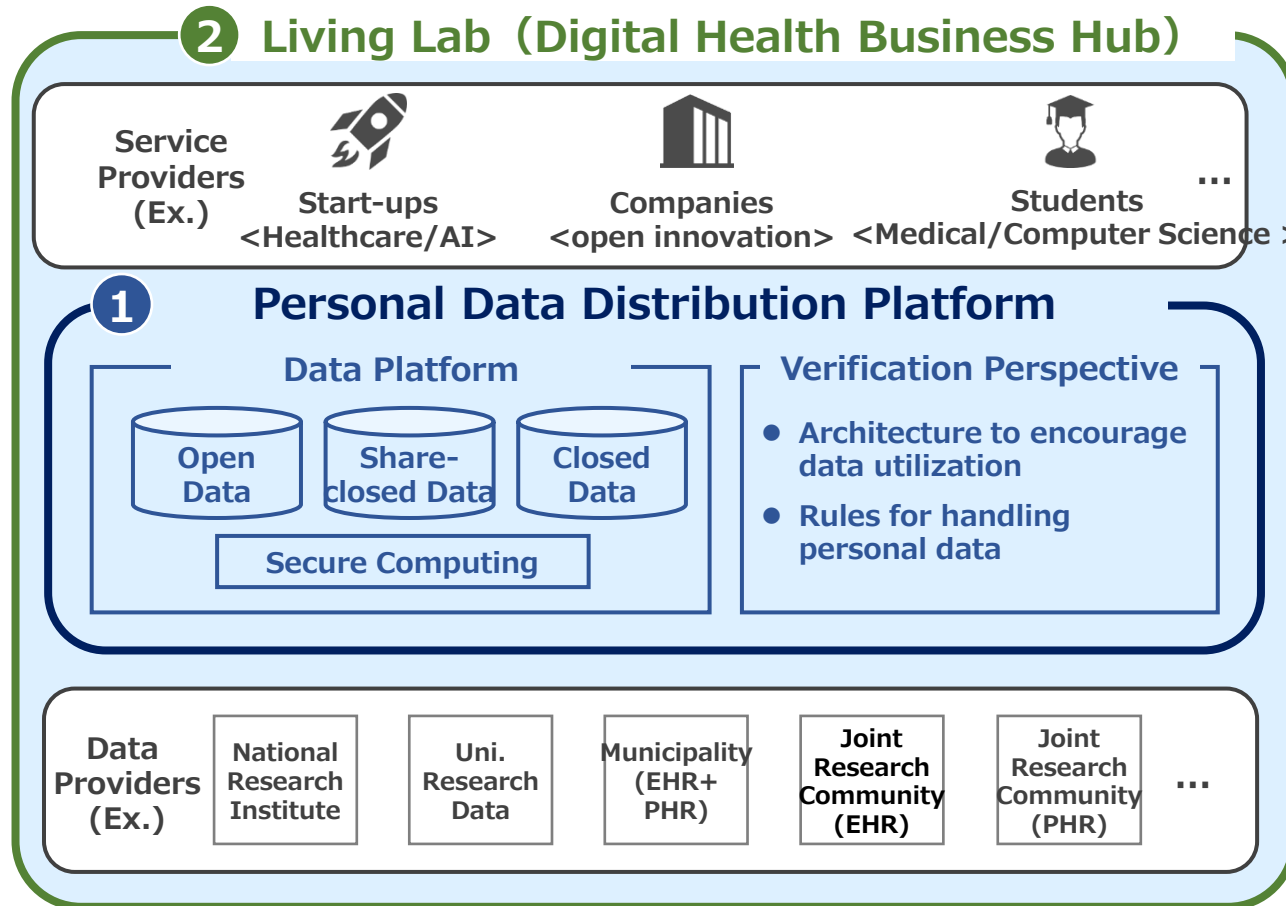 2 Living Lab（Digital Health Business Hub）
Service
Providers
(Ex.)
Start-ups
<Healthcare/AI>
Companies
<open innovation>
Students
<Medical/Computer Science >
...
1 Personal Data Distribution Platform
Data Platform
Open
Data
Share-
closed Data
Closed
Data
Secure Computing
Verification Perspective
● Architecture to encourage
data utilization
● Rules for handling
personal data
Data
Providers
(Ex.)
National
Research
Institute
Uni.
Research
Data
Municipality
(EHR+
PHR)
Joint
Research
Community
(EHR)
Joint
Research
Community
(PHR)
...